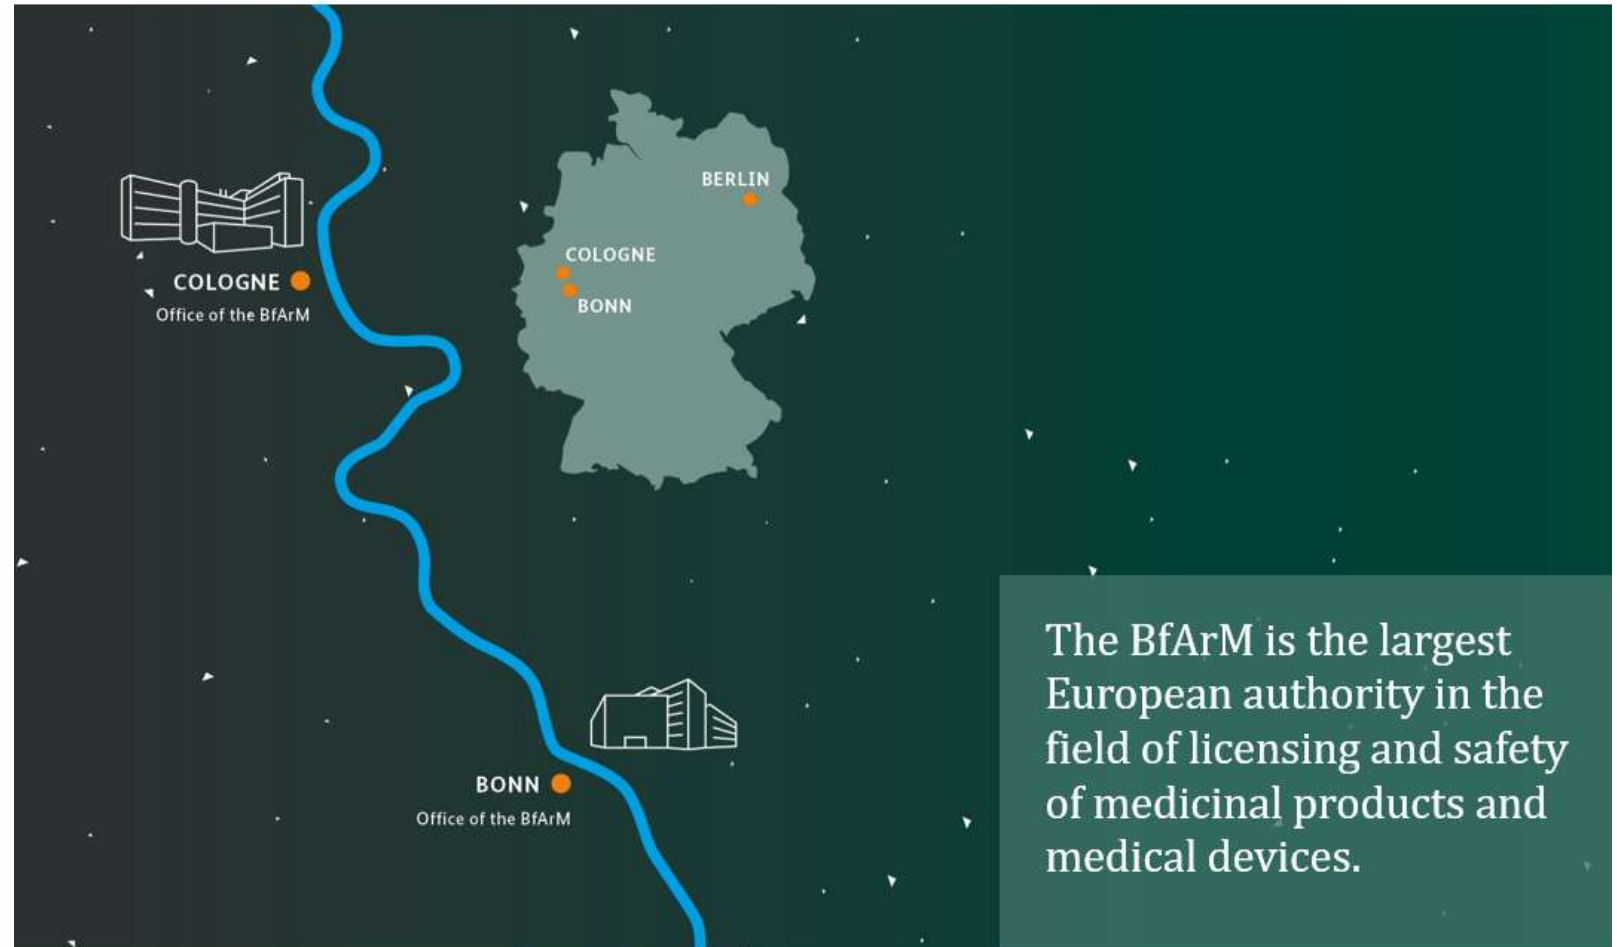 BERLIN
COLOGNE
BONN
COLOGNE
Office of the BfArM
BONN
Office of the BfArM
The BfArM is the largest
European authority in the
field of licensing and safety
of medicinal products and
medical devices.